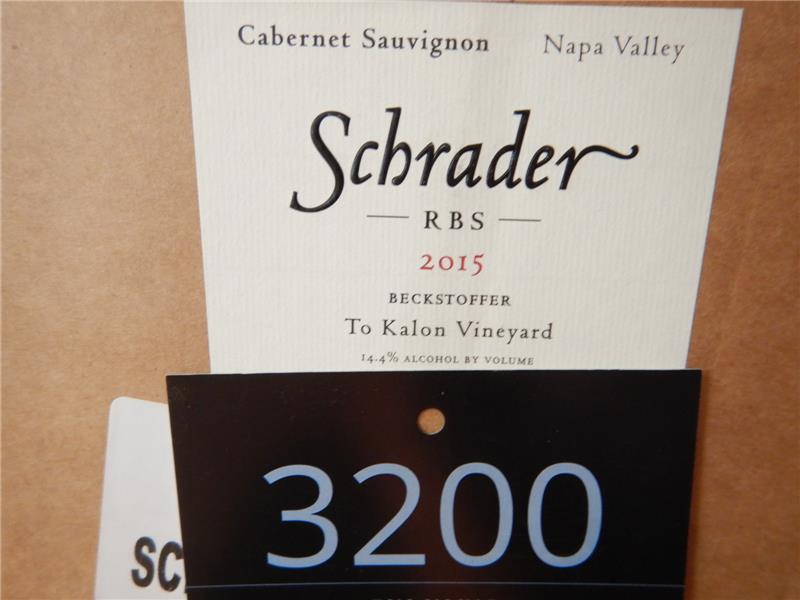 Cabernet Sauvignon Napa Valley
Schrader
RBS
2015
BECKSTOFFER
To Kalon Vineyard
14.4% ALCOHOL BY VOLUME
3200
SC